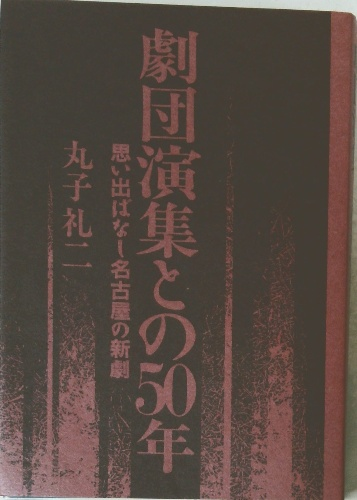 劇団演集との50年
思い出ばなし名古屋の新劇
丸子礼二